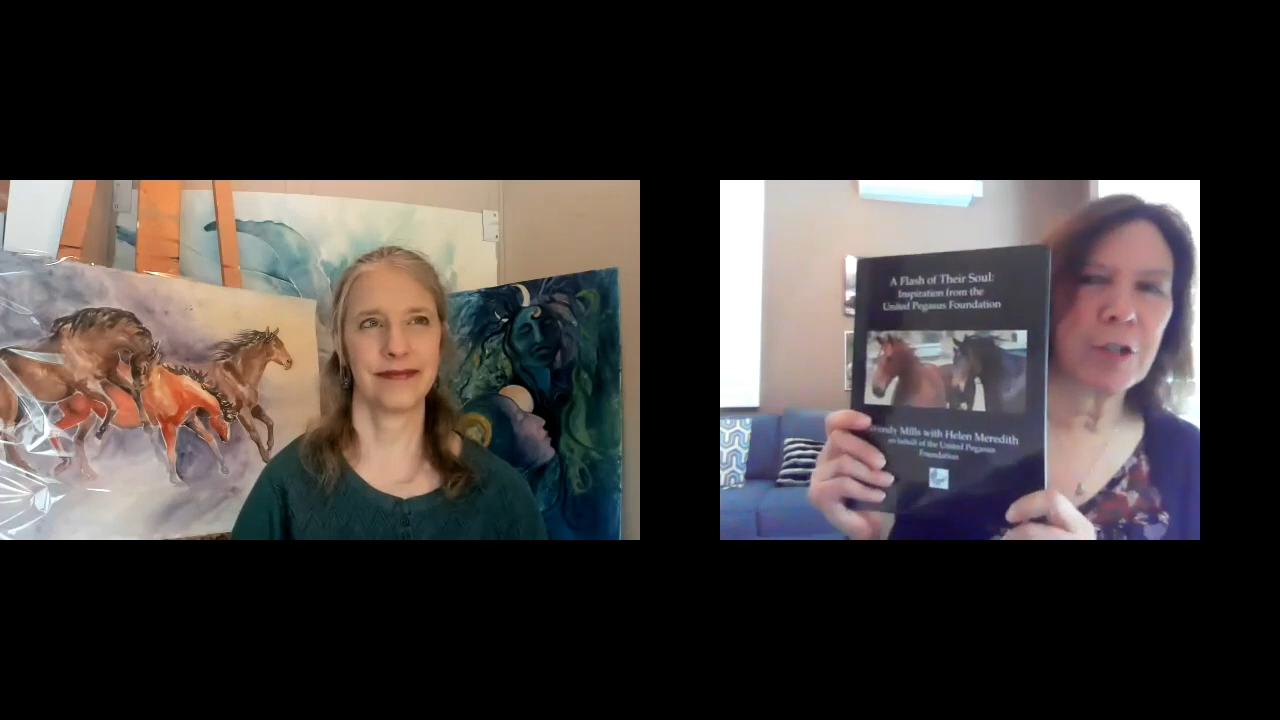 A Flash of Their Soul:
Inspiration from the
United Pegasus Foundation
Wendy Mills with Helen Meredith
on behalf of the United Pegasus
Foundation